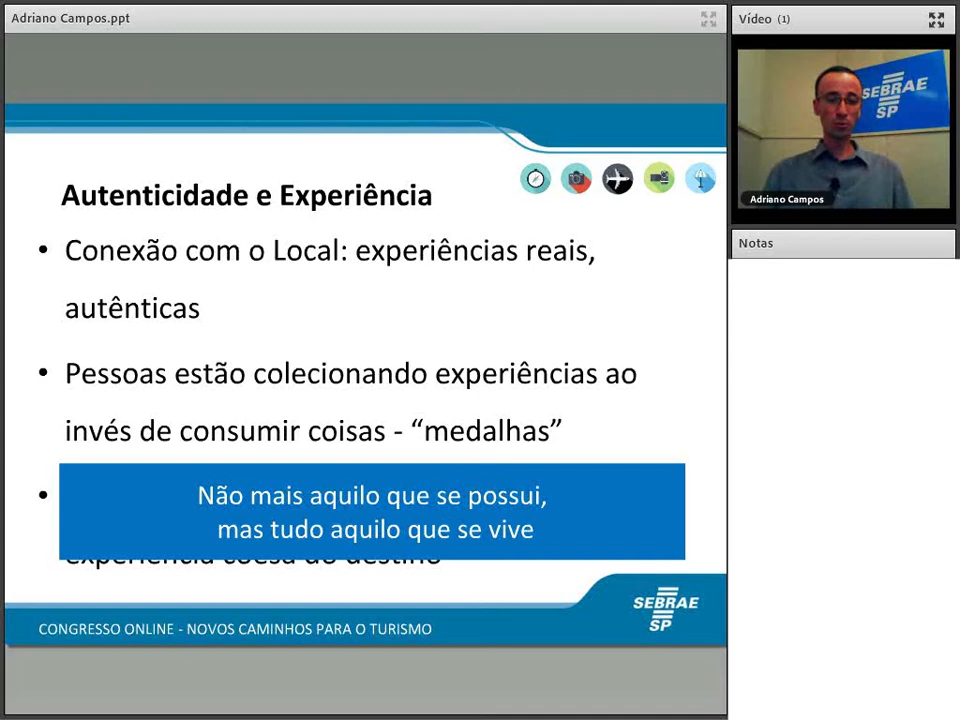 Adriano Campos.ppt
Vídeo (1)
SEBRAE
SP
Adriano Campos
Notas
Autenticidade e Experiência
• Conexão com o Local: experiências reais,
autênticas
• Pessoas estão colecionando experiências ao
invés de consumir coisas - “medalhas”
•
Não mais aquilo que se possui,
mas tudo aquilo que se vive
experiência coesa do destino
SEBRAE
SP
CONGRESSO ONLINE - NOVOS CAMINHOS PARA O TURISMO